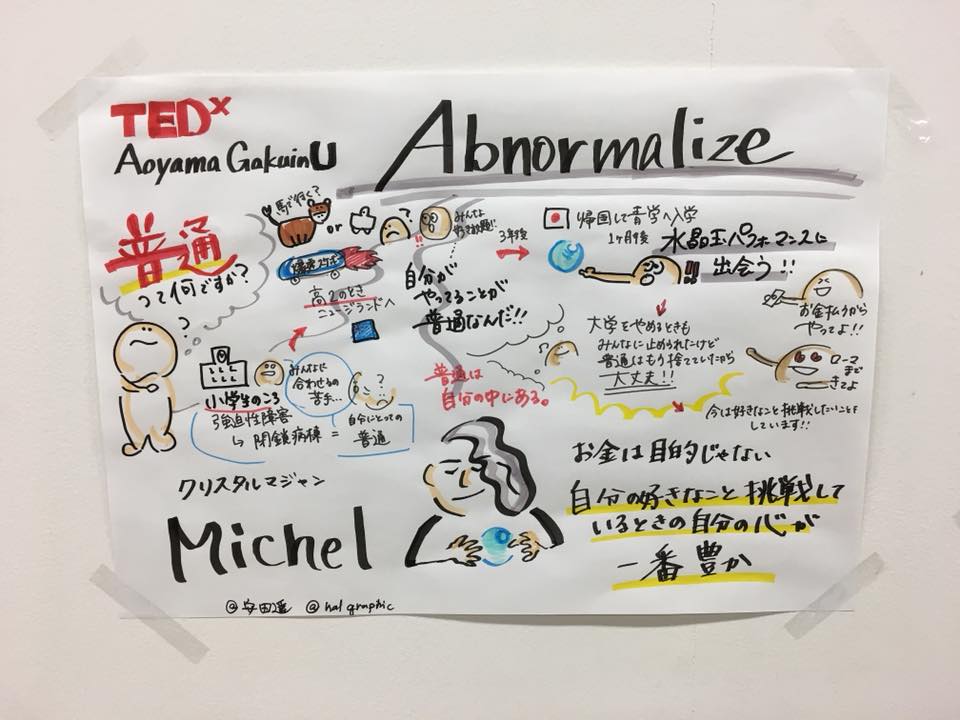 TEDx
Aoyama Gakuin U
Abnormalize
普通
って何ですか?
?
馬で行く?
or
?
みんな
好き放題!!
!!
小学生のころ
強迫性障害
↳ 閉鎖病棟 =
みんなに
合わせるの
苦手…
?
自分にとっての
普通
高2のとき
ニュージーランドへ
自分が
やってることが
普通なんだ!!
普通は
自分の中にある。
3年後
帰国して青学へ入学
1ヶ月後
水晶玉パフォーマンスに
出会う!!
!!
お金払うから
やってよ!!
ローマ
まで
きてよ
大学をやめるときも
みんなに止められたけど
普通はもう捨てていたから
大丈夫!!
今は好きなこと挑戦したいことを
しています!!
お金は目的じゃない
自分の好きなこと挑戦して
いるときの自分の心が
一番豊か
クリスタルマジシャン
Michel
@安田遥 @hal graphic